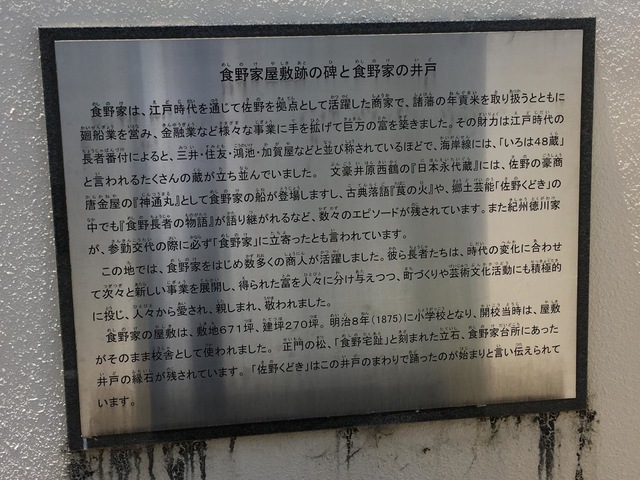 食野家屋敷跡の碑と食野家の井戸
食野家は、江戸時代を通じて佐野を拠点として活躍した商家で、諸藩の年貢米を取り扱うとともに
廻船業を営み、金融業など様々な事業に手を拡げて巨万の富を築きました。その財力は江戸時代の
長者番付によると、三井・住友・鴻池・加賀屋などと並び称されているほどで、海岸線には、「いろは48蔵」
と言われるたくさんの蔵が立ち並んでいました。 文豪井原西鶴の『日本永代蔵』には、佐野の豪商
唐金屋の『神通丸』として食野家の船が登場しますし、古典落語『莨の火』や、郷土芸能「佐野くどき」の
中でも『食野長者の物語』が語り継がれるなど、数々のエピソードが残されています。また紀州徳川家
が、参勤交代の際に必ず「食野家」に立寄ったとも言われています。
この地では、食野家をはじめ数多くの商人が活躍しました。彼ら長者たちは、時代の変化に合わせ
て次々と新しい事業を展開し、得られた富を人々に分け与えつつ、町づくりや芸術文化活動にも積極的
に投じ、人々から愛され、親しまれ、敬われました。
食野家の屋敷は、敷地671坪、建坪270坪。明治8年(1875)に小学校となり、開校当時は、屋敷
がそのまま校舎として使われました。 正門の松、「食野宅趾」と刻まれた立石、食野家台所にあった
井戸の縁石が残されています。「佐野くどき」はこの井戸のまわりで踊ったのが始まりと言い伝えられて
います。